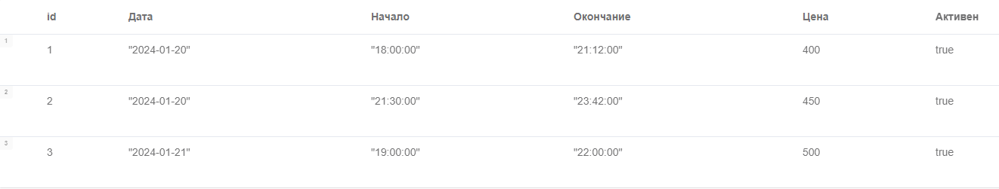 id Дата Начало Окончание Цена Активен
1
1 "2024-01-20" "18:00:00" "21:12:00" 400 true
2
2 "2024-01-20" "21:30:00" "23:42:00" 450 true
3
3 "2024-01-21" "19:00:00" "22:00:00" 500 true